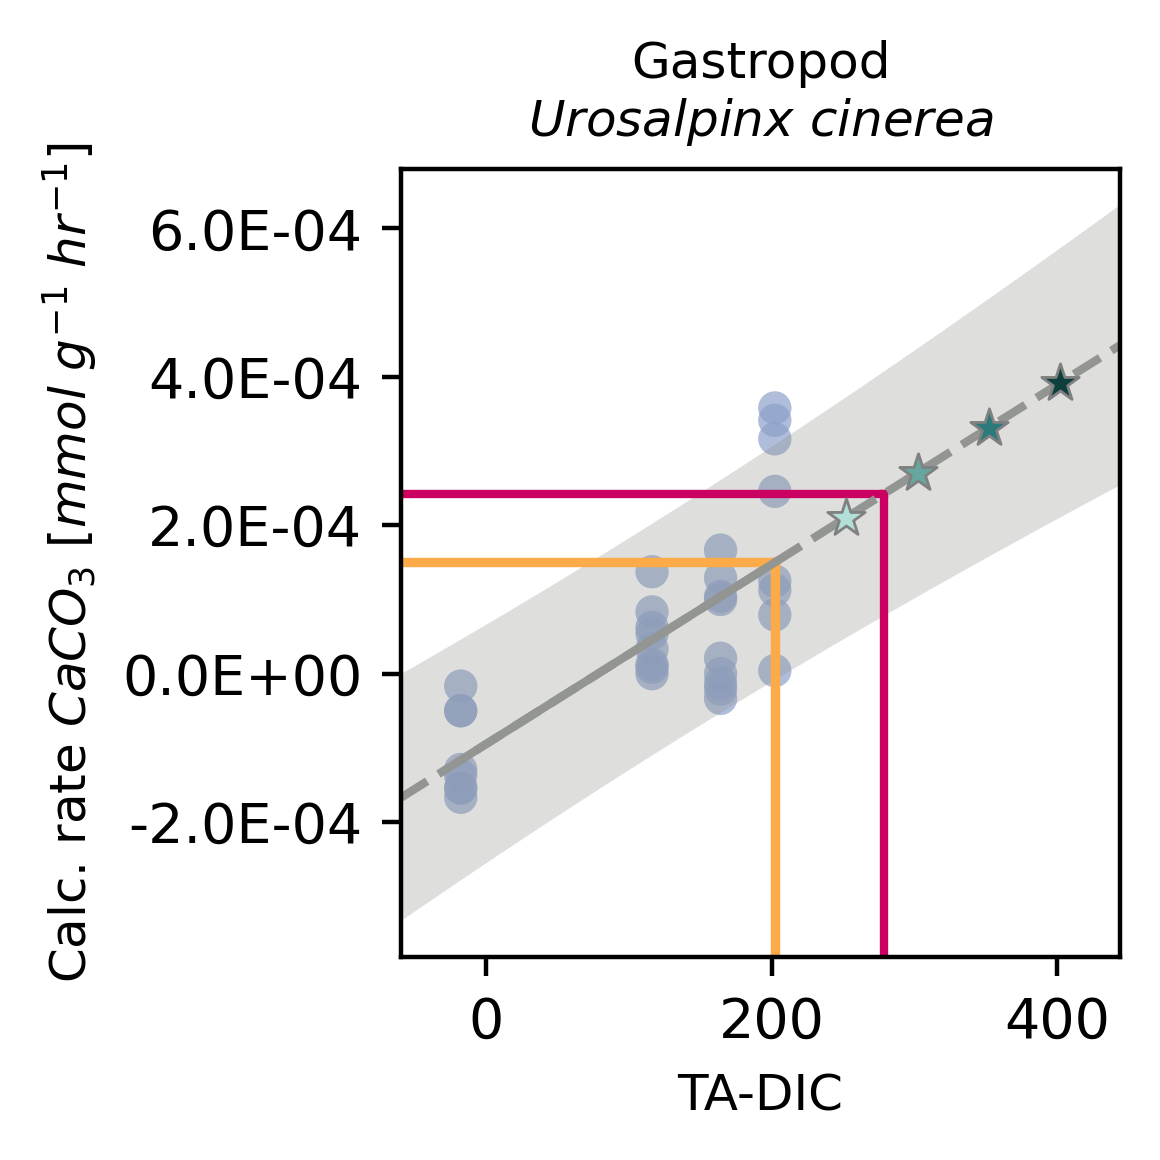 Gastropod
Urosalpinx cinerea
Calc. rate CaCO₃ [mmol g⁻¹ hr⁻¹]
6.0E-04
4.0E-04
2.0E-04
0.0E+00
-2.0E-04
0 200 400
TA-DIC